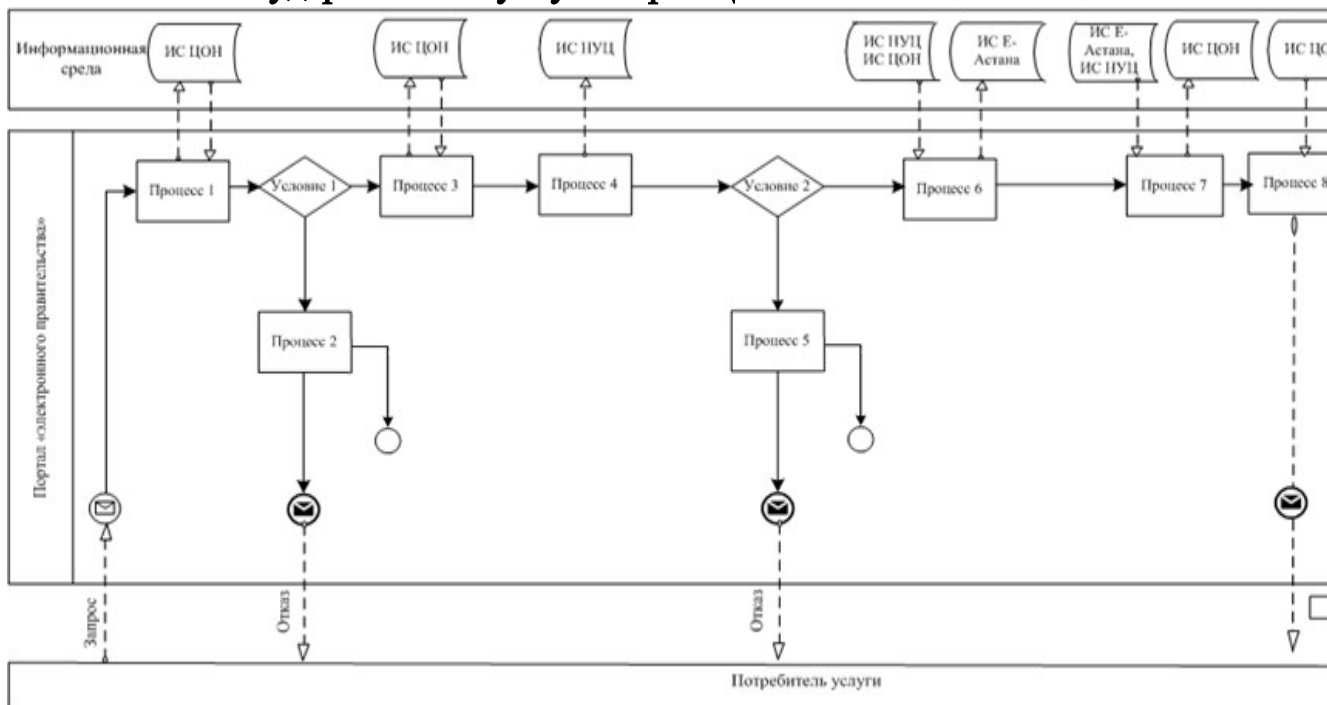 Информационная
среда
ИС ЦОН
ИС ЦОН
ИС НУЦ
ИС НУЦ
ИС ЦОН
ИС Е-
Астана
ИС Е-
Астана,
ИС НУЦ
ИС ЦОН
Портал «электронного правительства»
Процесс 1
Условие 1
Процесс 3
Процесс 4
Условие 2
Процесс 6
Процесс 7
Процесс 8
Процесс 2
Процесс 5
Запрос
Отказ
Отказ
Потребитель услуги